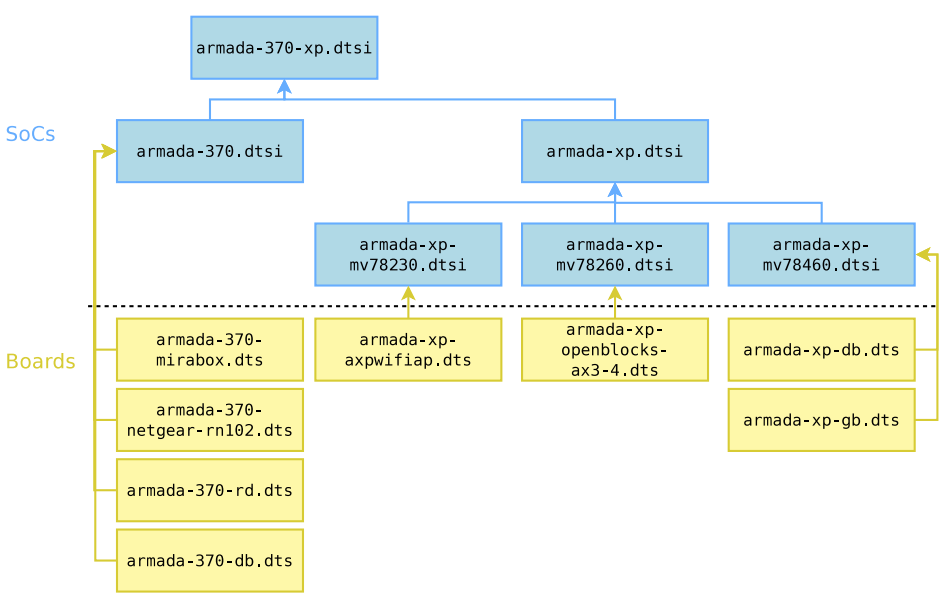 armada-370-xp.dtsi
SoCs
armada-370.dtsi
armada-xp.dtsi
armada-xp-
mv78230.dtsi
armada-xp-
mv78260.dtsi
armada-xp-
mv78460.dtsi
Boards
armada-370-
mirabox.dts
armada-xp-
axpwifiap.dts
armada-xp-
openblocks-
ax3-4.dts
armada-xp-db.dts
armada-370-
netgear-rn102.dts
armada-xp-gb.dts
armada-370-rd.dts
armada-370-db.dts